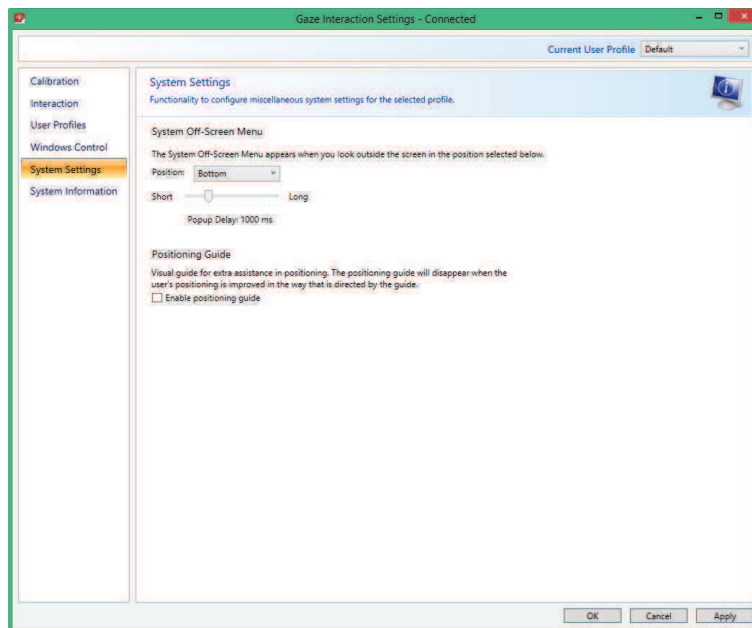 Gaze Interaction Settings - Connected
Current User Profile Default
Calibration
Interaction
User Profiles
Windows Control
System Settings
System Information
System Settings
Functionality to configure miscellaneous system settings for the selected profile.
System Off-Screen Menu
The System Off-Screen Menu appears when you look outside the screen in the position selected below.
Position: Bottom
Short Long
Popup Delay: 1000 ms
Positioning Guide
Visual guide for extra assistance in positioning. The positioning guide will disappear when the
user's positioning is improved in the way that is directed by the guide.
Enable positioning guide
OK Cancel Apply